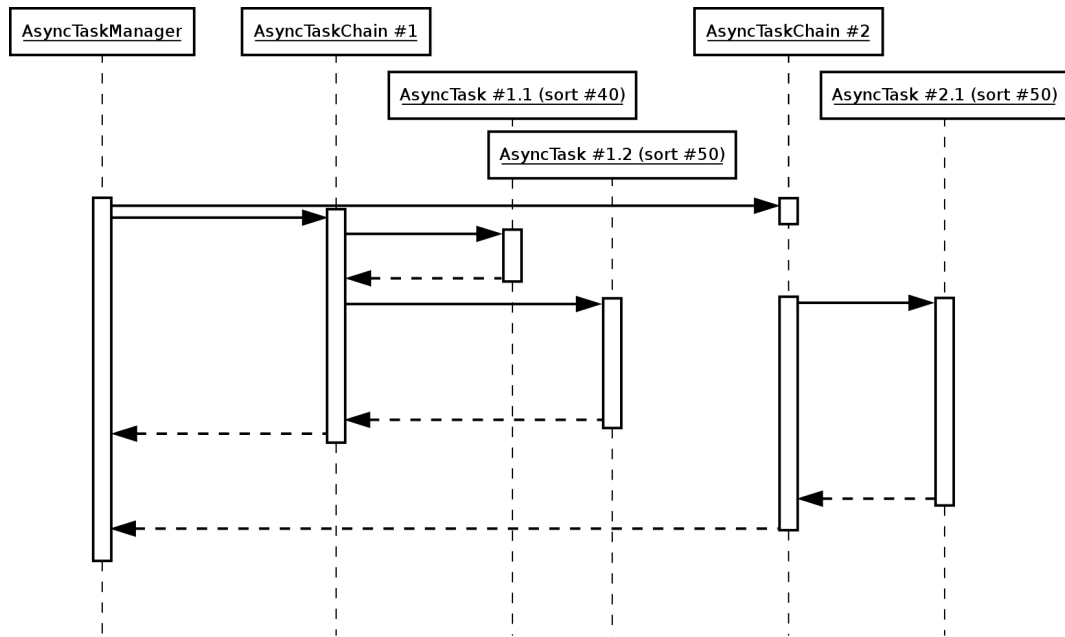 AsyncTaskManager
AsyncTaskChain #1
AsyncTaskChain #2
AsyncTask #1.1 (sort #40)
AsyncTask #2.1 (sort #50)
AsyncTask #1.2 (sort #50)